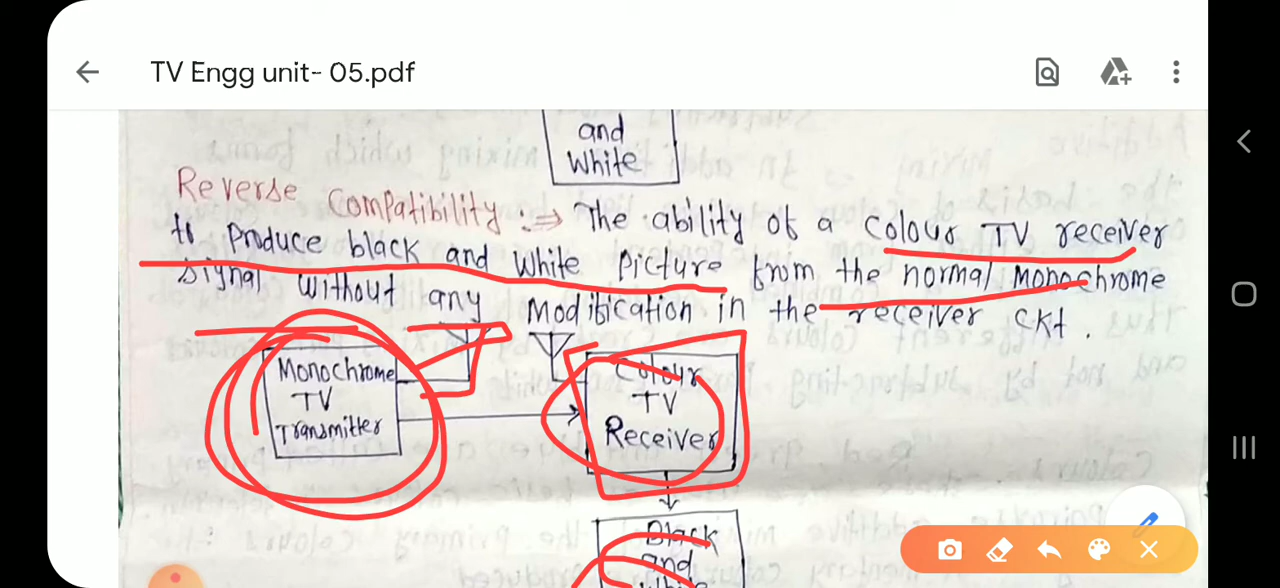 TV Engg unit- 05.pdf
and
White
Reverse Compatibility :⇒ The ability of a Colour TV receiver
to Produce black and White Picture from the normal Monochrome
signal without any Modification in the receiver ckt .
Monochrome
TV
Transmitter
Colour
TV
Receiver
Black
and
White